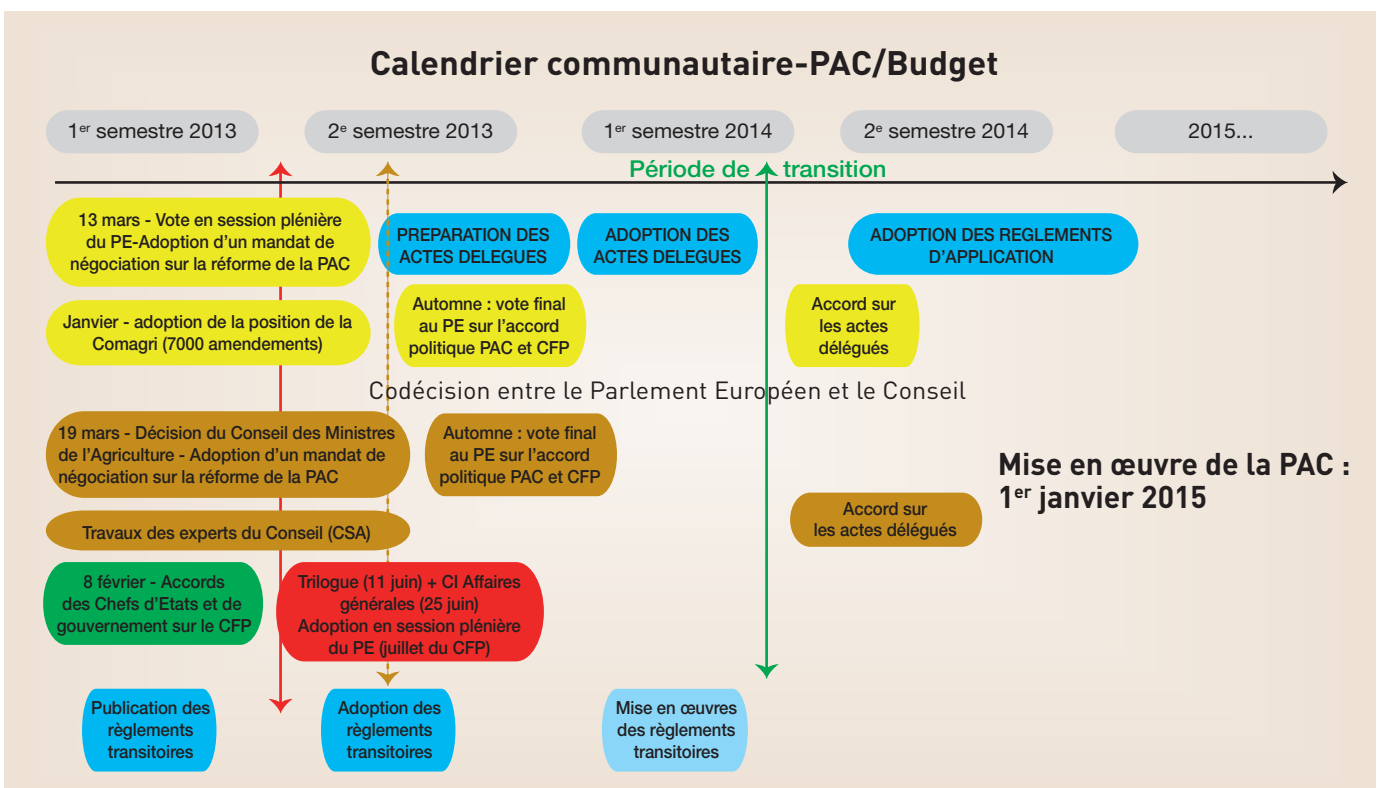 Calendrier communautaire-PAC/Budget
1er semestre 2013
2e semestre 2013
1er semestre 2014
2e semestre 2014
2015...
Période de transition
13 mars - Vote en session plénière
du PE-Adoption d'un mandat de
négociation sur la réforme de la PAC
PREPARATION DES
ACTES DELEGUES
ADOPTION DES
ACTES DELEGUES
ADOPTION DES REGLEMENTS
D'APPLICATION
Janvier - adoption de la position de la
Comagri (7000 amendements)
Automne : vote final
au PE sur l'accord
politique PAC et CFP
Accord sur
les actes
délégués
Codécision entre le Parlement Européen et le Conseil
19 mars - Décision du Conseil des Ministres
de l'Agriculture - Adoption d'un mandat de
négociation sur la réforme de la PAC
Automne : vote final
au PE sur l'accord
politique PAC et CFP
Mise en œuvre de la PAC :
1er janvier 2015
Accord sur
les actes délégués
Travaux des experts du Conseil (CSA)
8 février - Accords
des Chefs d'Etats et de
gouvernement sur le CFP
Trilogue (11 juin) + CI Affaires
générales (25 juin)
Adoption en session plénière
du PE (juillet du CFP)
Publication des
règlements
transitoires
Adoption des
règlements
transitoires
Mise en œuvres
des règlements
transitoires